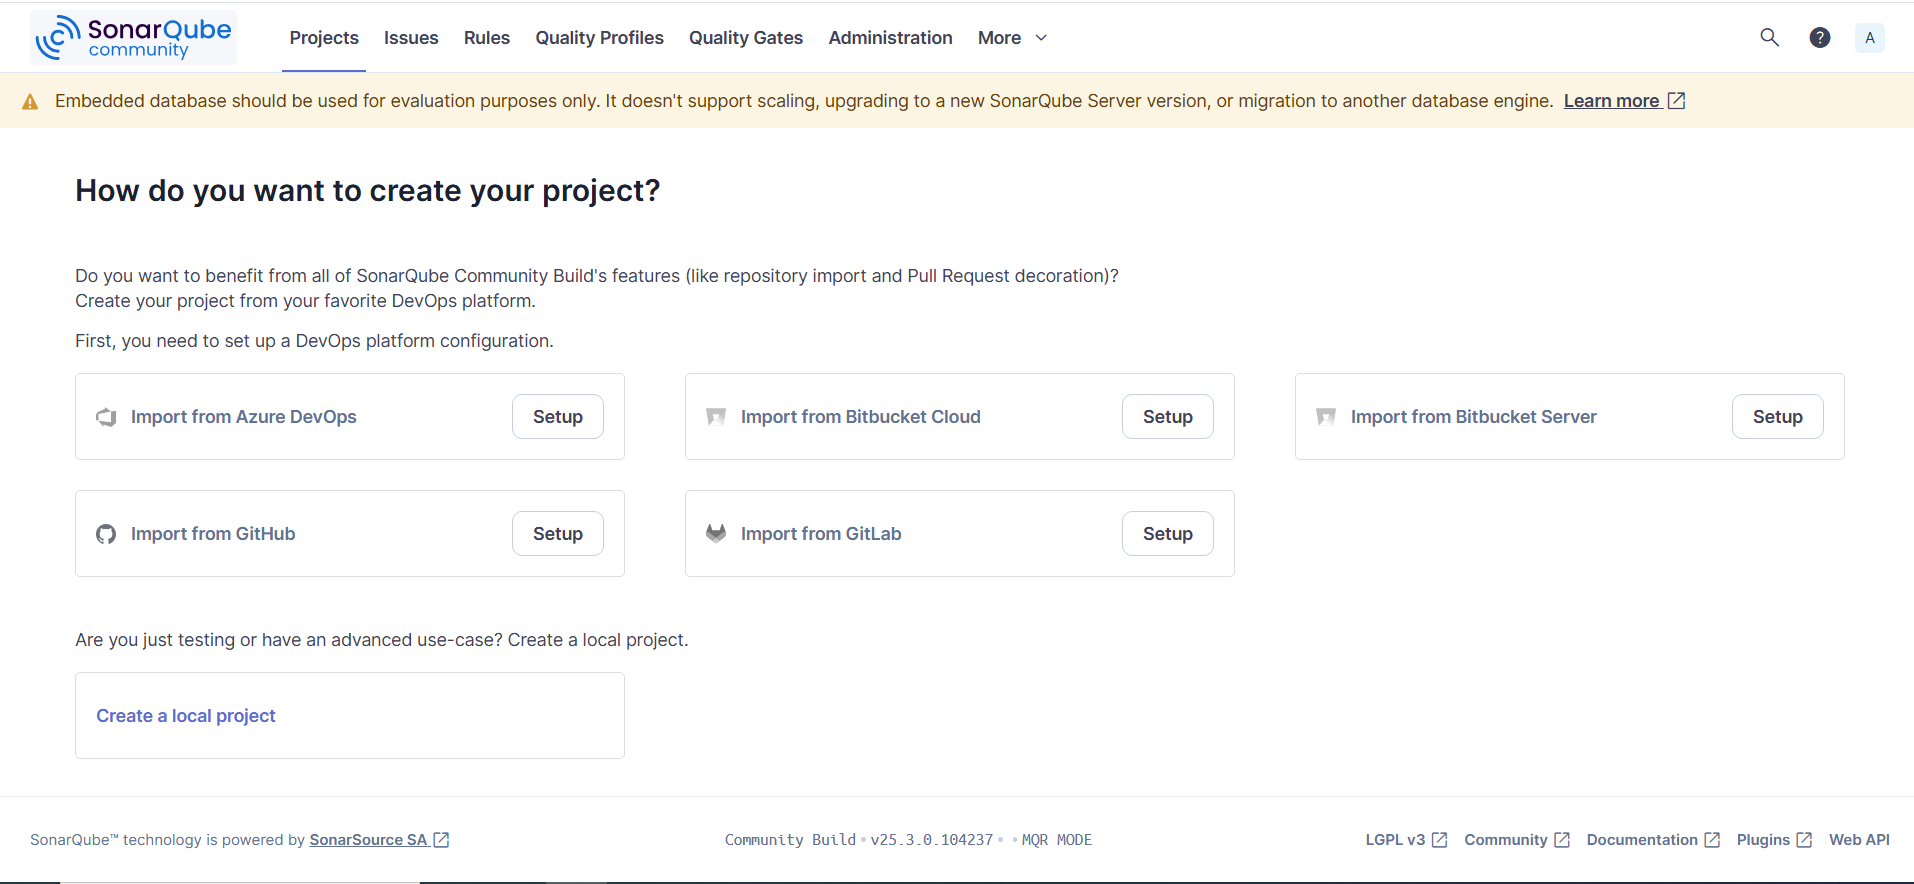 SonarQube
community
Projects Issues Rules Quality Profiles Quality Gates Administration More ? A
Embedded database should be used for evaluation purposes only. It doesn't support scaling, upgrading to a new SonarQube Server version, or migration to another database engine. Learn more
How do you want to create your project?
Do you want to benefit from all of SonarQube Community Build's features (like repository import and Pull Request decoration)?
Create your project from your favorite DevOps platform.
First, you need to set up a DevOps platform configuration.
Import from Azure DevOps Setup Import from Bitbucket Cloud Setup Import from Bitbucket Server Setup
Import from GitHub Setup Import from GitLab Setup
Are you just testing or have an advanced use-case? Create a local project.
Create a local project
SonarQube™ technology is powered by SonarSource SA Community Build • v25.3.0.104237 • • MQR MODE LGPL v3 Community Documentation Plugins Web API